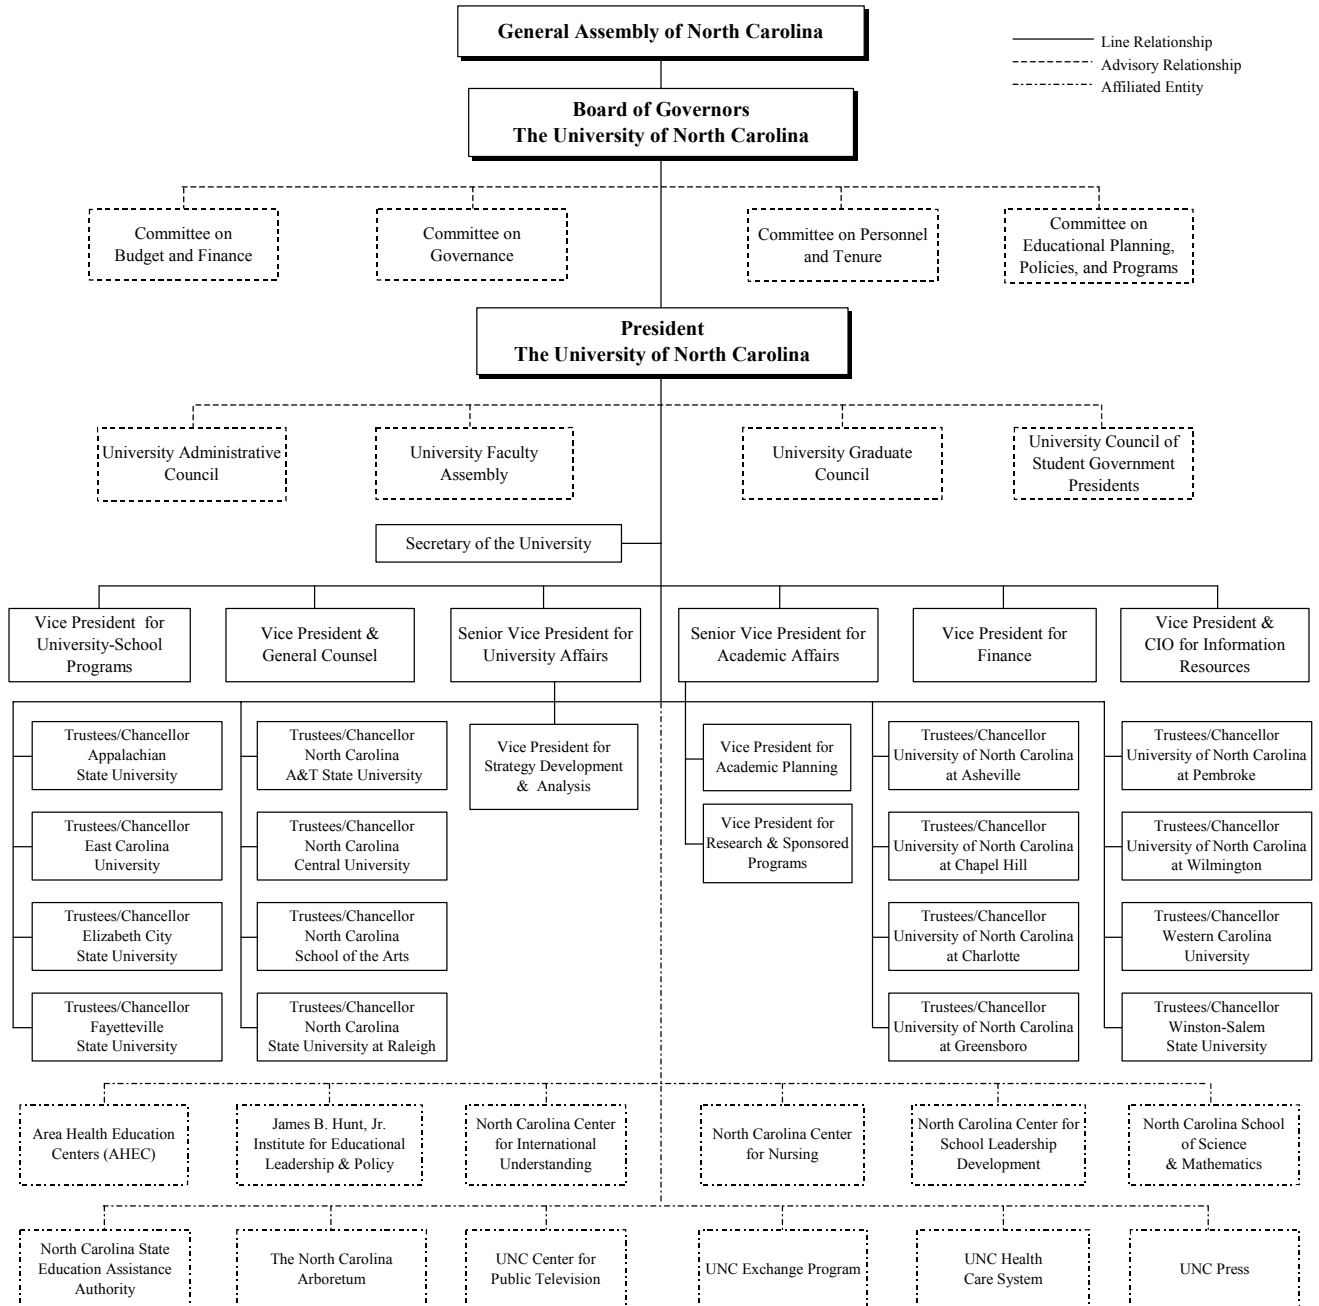 General Assembly of North Carolina
Line Relationship
Advisory Relationship
Affiliated Entity
Board of Governors
The University of North Carolina
Committee on
Budget and Finance
Committee on
Governance
Committee on Personnel
and Tenure
Committee on
Educational Planning,
Policies, and Programs
President
The University of North Carolina
University Administrative
Council
University Faculty
Assembly
University Graduate
Council
University Council of
Student Government
Presidents
Secretary of the University
Vice President for
University-School
Programs
Vice President &
General Counsel
Senior Vice President for
University Affairs
Senior Vice President for
Academic Affairs
Vice President for
Finance
Vice President &
CIO for Information
Resources
Trustees/Chancellor
Appalachian
State University
Trustees/Chancellor
North Carolina
A&T State University
Vice President for
Strategy Development
& Analysis
Vice President for
Academic Planning
Trustees/Chancellor
University of North Carolina
at Asheville
Trustees/Chancellor
University of North Carolina
at Pembroke
Trustees/Chancellor
East Carolina
University
Trustees/Chancellor
North Carolina
Central University
Vice President for
Research & Sponsored
Programs
Trustees/Chancellor
University of North Carolina
at Chapel Hill
Trustees/Chancellor
University of North Carolina
at Wilmington
Trustees/Chancellor
Elizabeth City
State University
Trustees/Chancellor
North Carolina
School of the Arts
Trustees/Chancellor
University of North Carolina
at Charlotte
Trustees/Chancellor
Western Carolina
University
Trustees/Chancellor
Fayetteville
State University
Trustees/Chancellor
North Carolina
State University at Raleigh
Trustees/Chancellor
University of North Carolina
at Greensboro
Trustees/Chancellor
Winston-Salem
State University
Area Health Education
Centers (AHEC)
James B. Hunt, Jr.
Institute for Educational
Leadership & Policy
North Carolina Center
for International
Understanding
North Carolina Center
for Nursing
North Carolina Center for
School Leadership
Development
North Carolina School
of Science
& Mathematics
North Carolina State
Education Assistance
Authority
The North Carolina
Arboretum
UNC Center for
Public Television
UNC Exchange Program
UNC Health
Care System
UNC Press